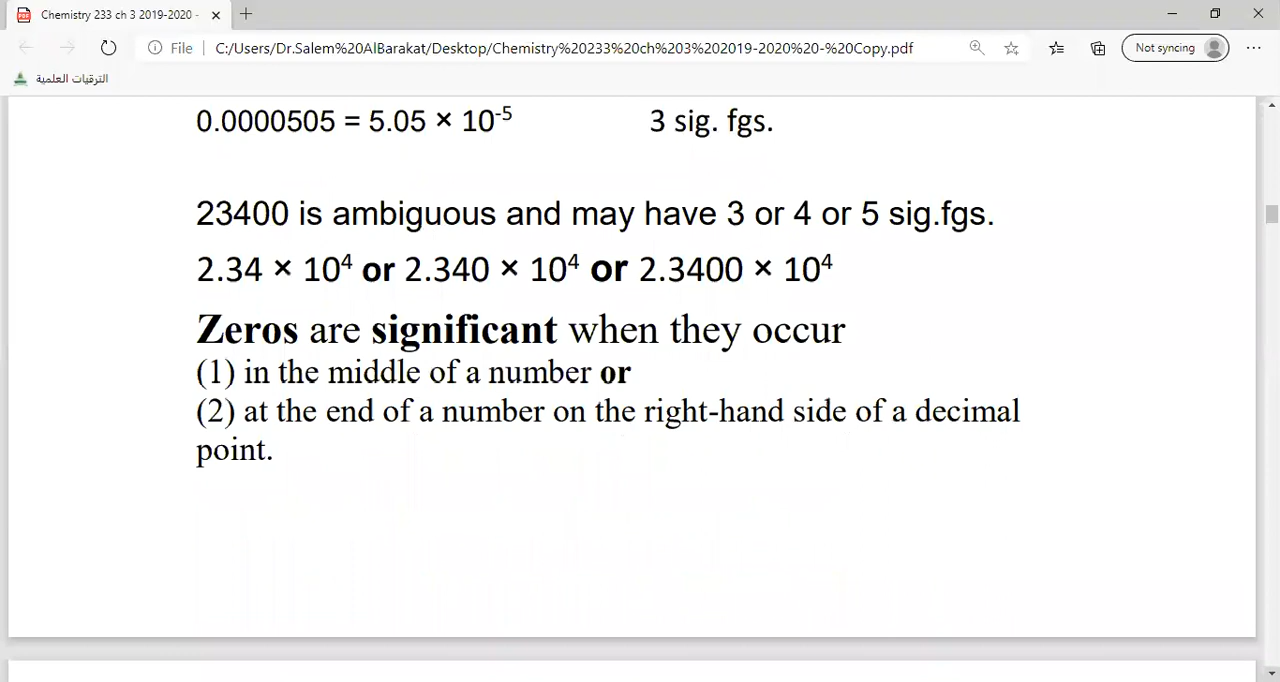 Chemistry 233 ch 3 2019-2020 -
File
C:/Users/Dr.Salem%20AlBarakat/Desktop/Chemistry%20233%20ch%203%202019-2020%20-%20Copy.pdf
Not syncing
الترقيات العلمية
0.0000505 = 5.05 × 10⁻⁵ 3 sig. fgs.
23400 is ambiguous and may have 3 or 4 or 5 sig.fgs.
2.34 × 10⁴ or 2.340 × 10⁴ or 2.3400 × 10⁴
Zeros are significant when they occur
(1) in the middle of a number or
(2) at the end of a number on the right-hand side of a decimal
point.